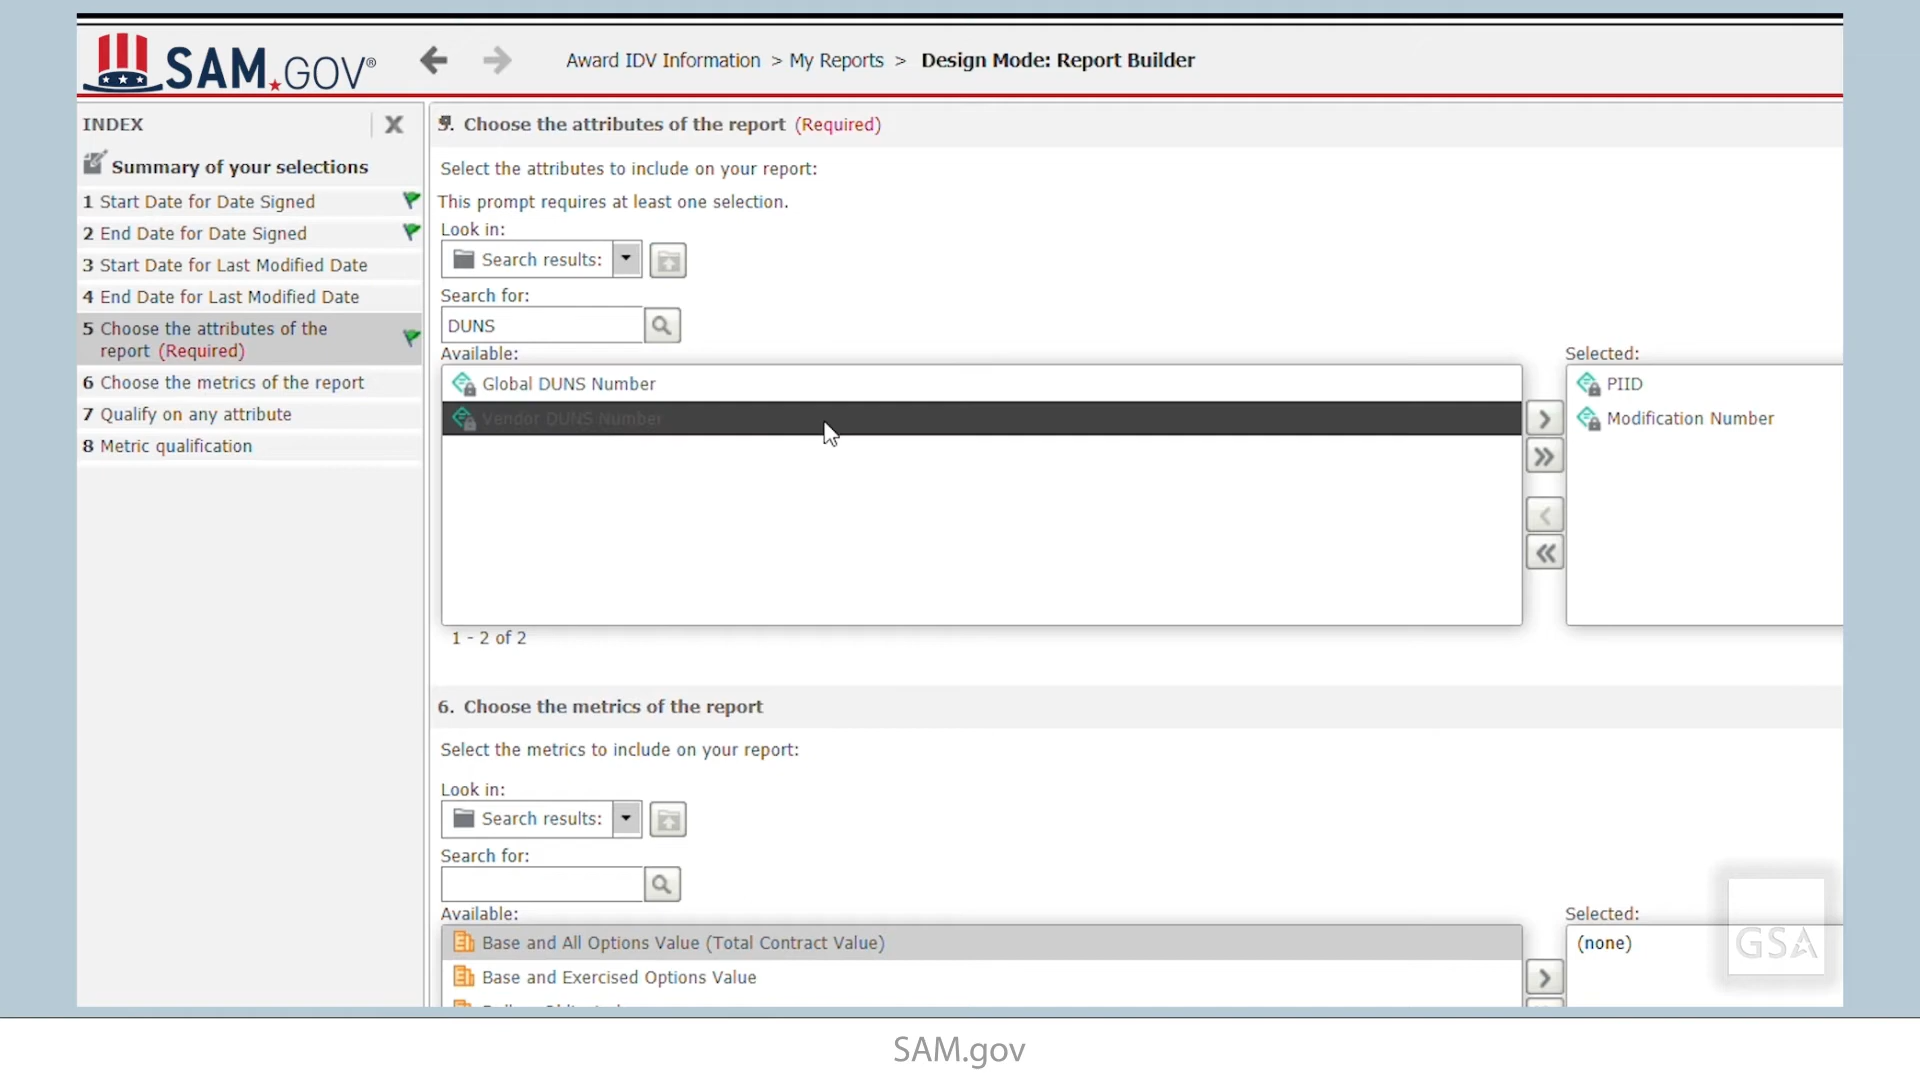 SAM.GOV®
Award IDV Information > My Reports > Design Mode: Report Builder
INDEX
Summary of your selections
1 Start Date for Date Signed
2 End Date for Date Signed
3 Start Date for Last Modified Date
4 End Date for Last Modified Date
5 Choose the attributes of the
report (Required)
6 Choose the metrics of the report
7 Qualify on any attribute
8 Metric qualification
Choose the attributes of the report (Required)
Select the attributes to include on your report:
This prompt requires at least one selection.
Look in:
Search results:
Search for:
DUNS
Available:
Global DUNS Number
Vendor DUNS Number
1 - 2 of 2
Selected:
PIID
Modification Number
6. Choose the metrics of the report
Select the metrics to include on your report:
Look in:
Search results:
Search for:
Available:
Base and All Options Value (Total Contract Value)
Base and Exercised Options Value
Selected:
(none)
GSA
SAM.gov